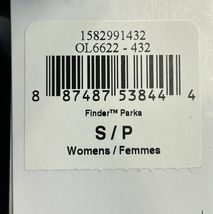 1582991432
OL6622 - 432
8 87487 53844 4
Finder™ Parka
S / P
Womens / Femmes